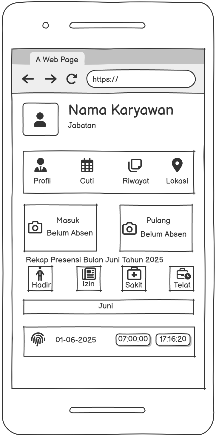 A Web Page
https://
Nama Karyawan
Jabatan
Profil Cuti Riwayat Lokasi
Masuk
Belum Absen
Pulang
Belum Absen
Rekap Presensi Bulan Juni Tahun 2025
Hadir Izin Sakit Telat
Juni
01-06-2025 07:00:00 17:16:20